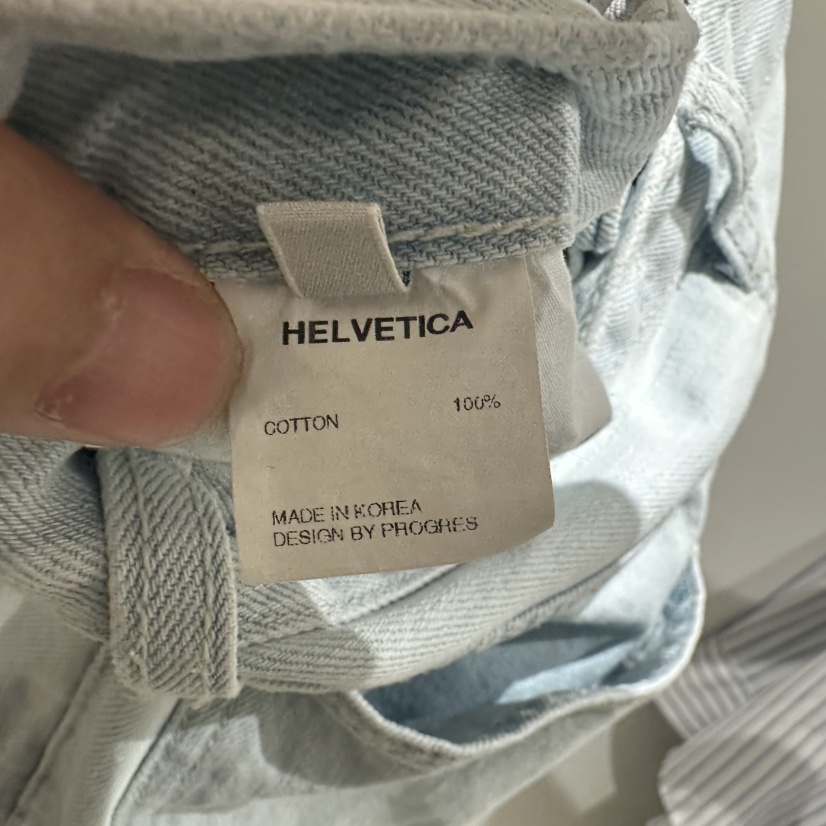 HELVETICA
COTTON 100%
MADE IN KOREA
DESIGN BY PROGRES